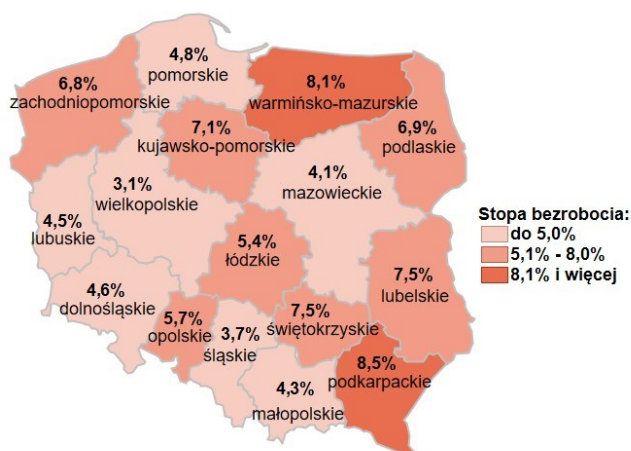 4,8%
pomorskie
6,8%
zachodniopomorskie
8,1%
warmińsko-mazurskie
6,9%
podlaskie
7,1%
kujawsko-pomorskie
4,1%
mazowieckie
3,1%
wielkopolskie
4,5%
lubuskie
5,4%
łódzkie
4,6%
dolnośląskie
5,7%
opolskie
3,7%
śląskie
7,5%
świętokrzyskie
7,5%
lubelskie
4,3%
małopolskie
8,5%
podkarpackie
Stopa bezrobocia:
do 5,0%
5,1% - 8,0%
8,1% i więcej